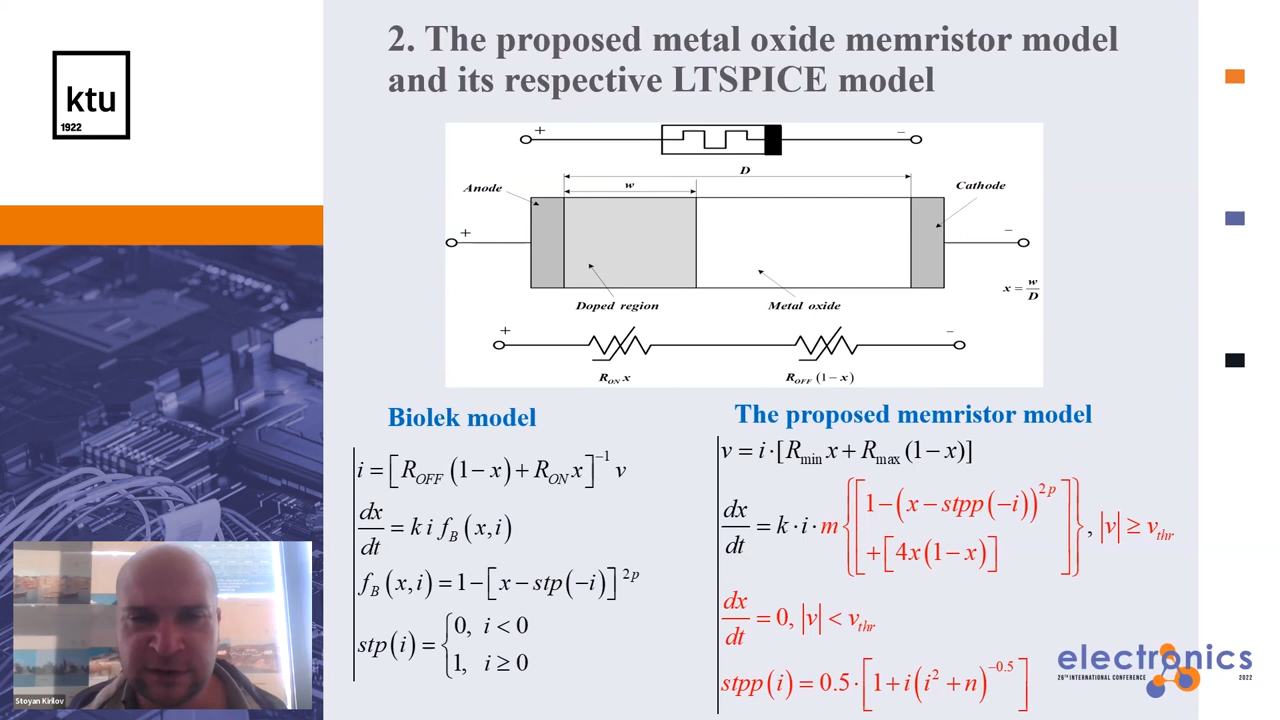 ktu
1922
2. The proposed metal oxide memristor model
and its respective LTSPICE model
+ −
D
w
Anode
Cathode
+ −
Doped region
Metal oxide
x = w/D
+ −
R_ON x
R_OFF (1−x)
Biolek model
i = [R_OFF (1−x) + R_ON x]^−1 v
dx/dt = k i f_B (x,i)
f_B (x,i) = 1−[x−stp(−i)]^2p
stp(i) = {0, i < 0
1, i ≥ 0
The proposed memristor model
v = i·[R_min x + R_max (1−x)]
dx/dt = k·i·m{[1−(x−stpp(−i))^2p]
+[4x(1−x)]}, |v| ≥ v_thr
dx/dt = 0, |v| < v_thr
stpp(i) = 0.5·[1+i(i^2+n)^−0.5]
Stoyan Kirilov
electronics
26TH INTERNATIONAL CONFERENCE 2022